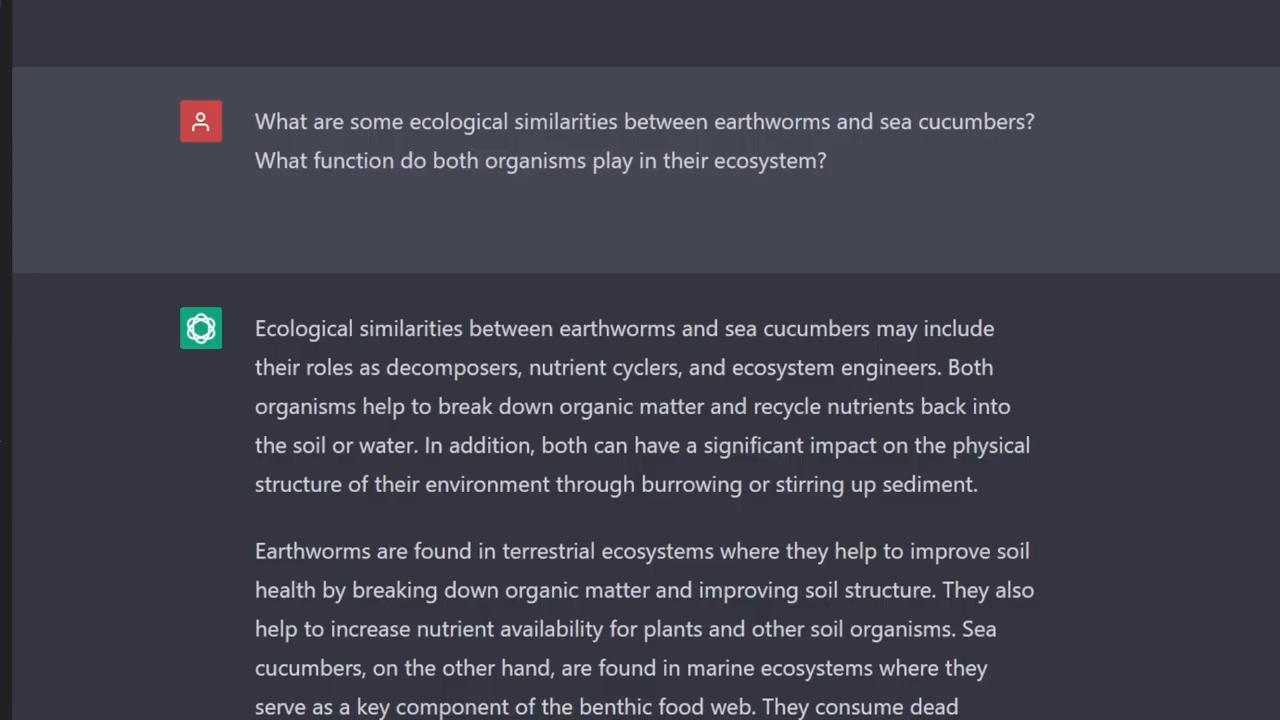 What are some ecological similarities between earthworms and sea cucumbers?
What function do both organisms play in their ecosystem?
Ecological similarities between earthworms and sea cucumbers may include
their roles as decomposers, nutrient cyclers, and ecosystem engineers. Both
organisms help to break down organic matter and recycle nutrients back into
the soil or water. In addition, both can have a significant impact on the physical
structure of their environment through burrowing or stirring up sediment.
Earthworms are found in terrestrial ecosystems where they help to improve soil
health by breaking down organic matter and improving soil structure. They also
help to increase nutrient availability for plants and other soil organisms. Sea
cucumbers, on the other hand, are found in marine ecosystems where they
serve as a key component of the benthic food web. They consume dead